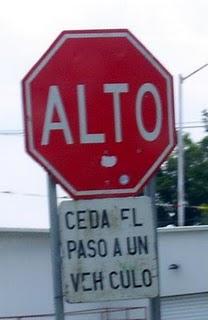 ALTO
CEDA EL
PASO A UN
VEH CULO